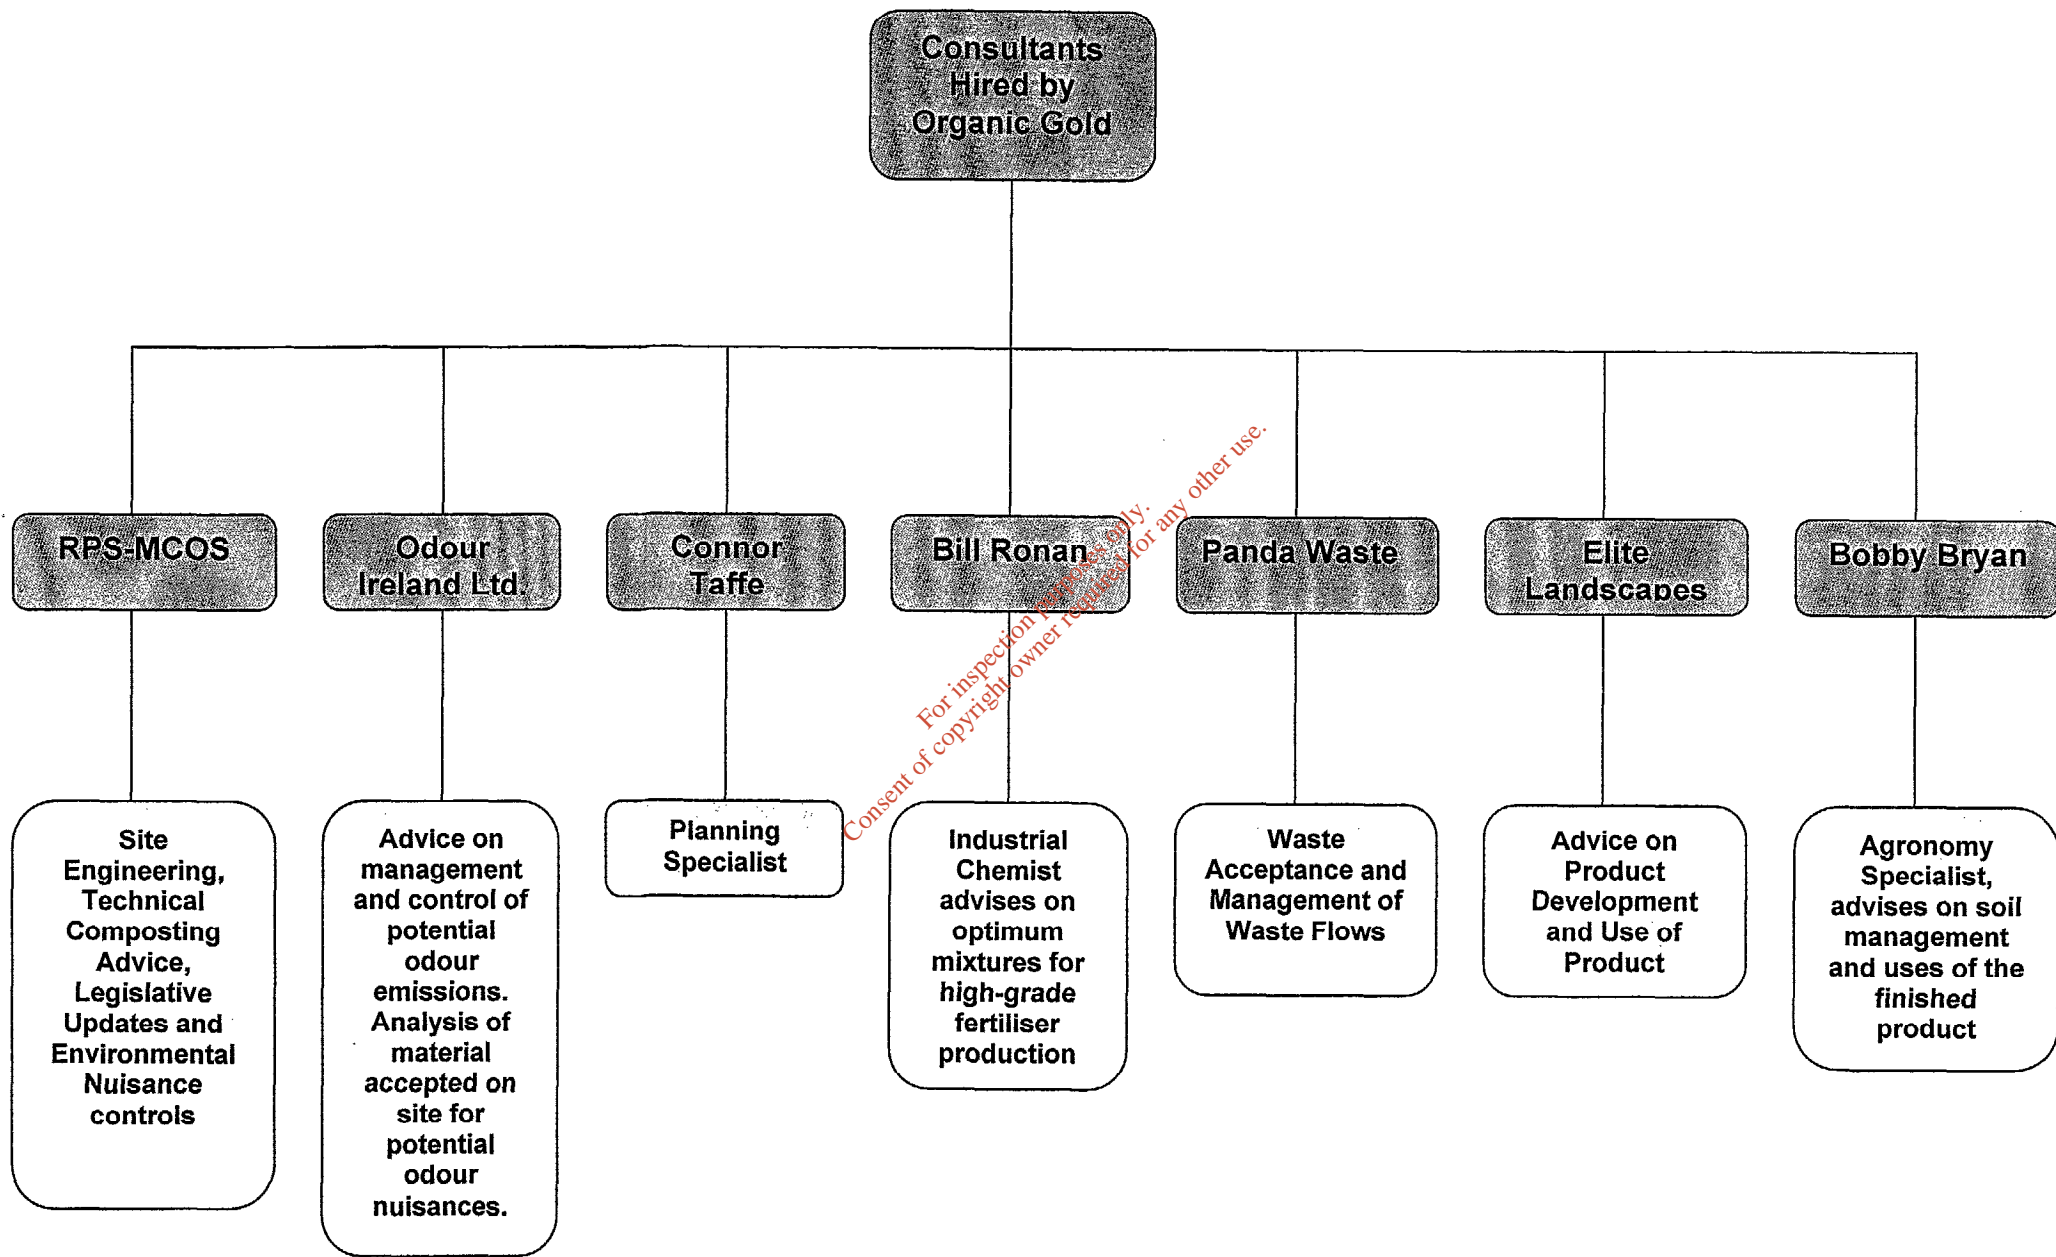 Consultants
Hired by
Organic Gold
RPS-MCOS
Odour
Ireland Ltd.
Connor
Taffe
Bill Ronan
Panda Waste
Elite
Landscapes
Bobby Bryan
For inspection purposes only.
Consent of copyright owner required for any other use.
Site
Engineering,
Technical
Composting
Advice,
Legislative
Updates and
Environmental
Nuisance
controls
Advice on
management
and control of
potential
odour
emissions.
Analysis of
material
accepted on
site for
potential
odour
nuisances.
Planning
Specialist
Industrial
Chemist
advises on
optimum
mixtures for
high-grade
fertiliser
production
Waste
Acceptance and
Management of
Waste Flows
Advice on
Product
Development
and Use of
Product
Agronomy
Specialist,
advises on soil
management
and uses of the
finished
product